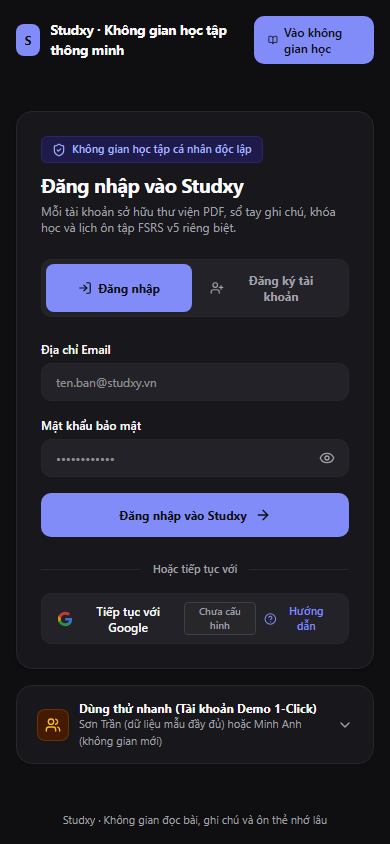 S
Studxy · Không gian học tập
thông minh
Vào không
gian học
Không gian học tập cá nhân độc lập
Đăng nhập vào Studxy
Mỗi tài khoản sở hữu thư viện PDF, sổ tay ghi chú, khóa
học và lịch ôn tập FSRS v5 riêng biệt.
Đăng nhập
Đăng ký tài
khoản
Địa chỉ Email
ten.ban@studxy.vn
Mật khẩu bảo mật
••••••••••••
Đăng nhập vào Studxy
Hoặc tiếp tục với
Tiếp tục với
Google
Chưa cấu
hình
Hướng
dẫn
Dùng thử nhanh (Tài khoản Demo 1-Click)
Sơn Trần (dữ liệu mẫu đầy đủ) hoặc Minh Anh
(không gian mới)
Studxy · Không gian đọc bài, ghi chú và ôn thẻ nhớ lâu